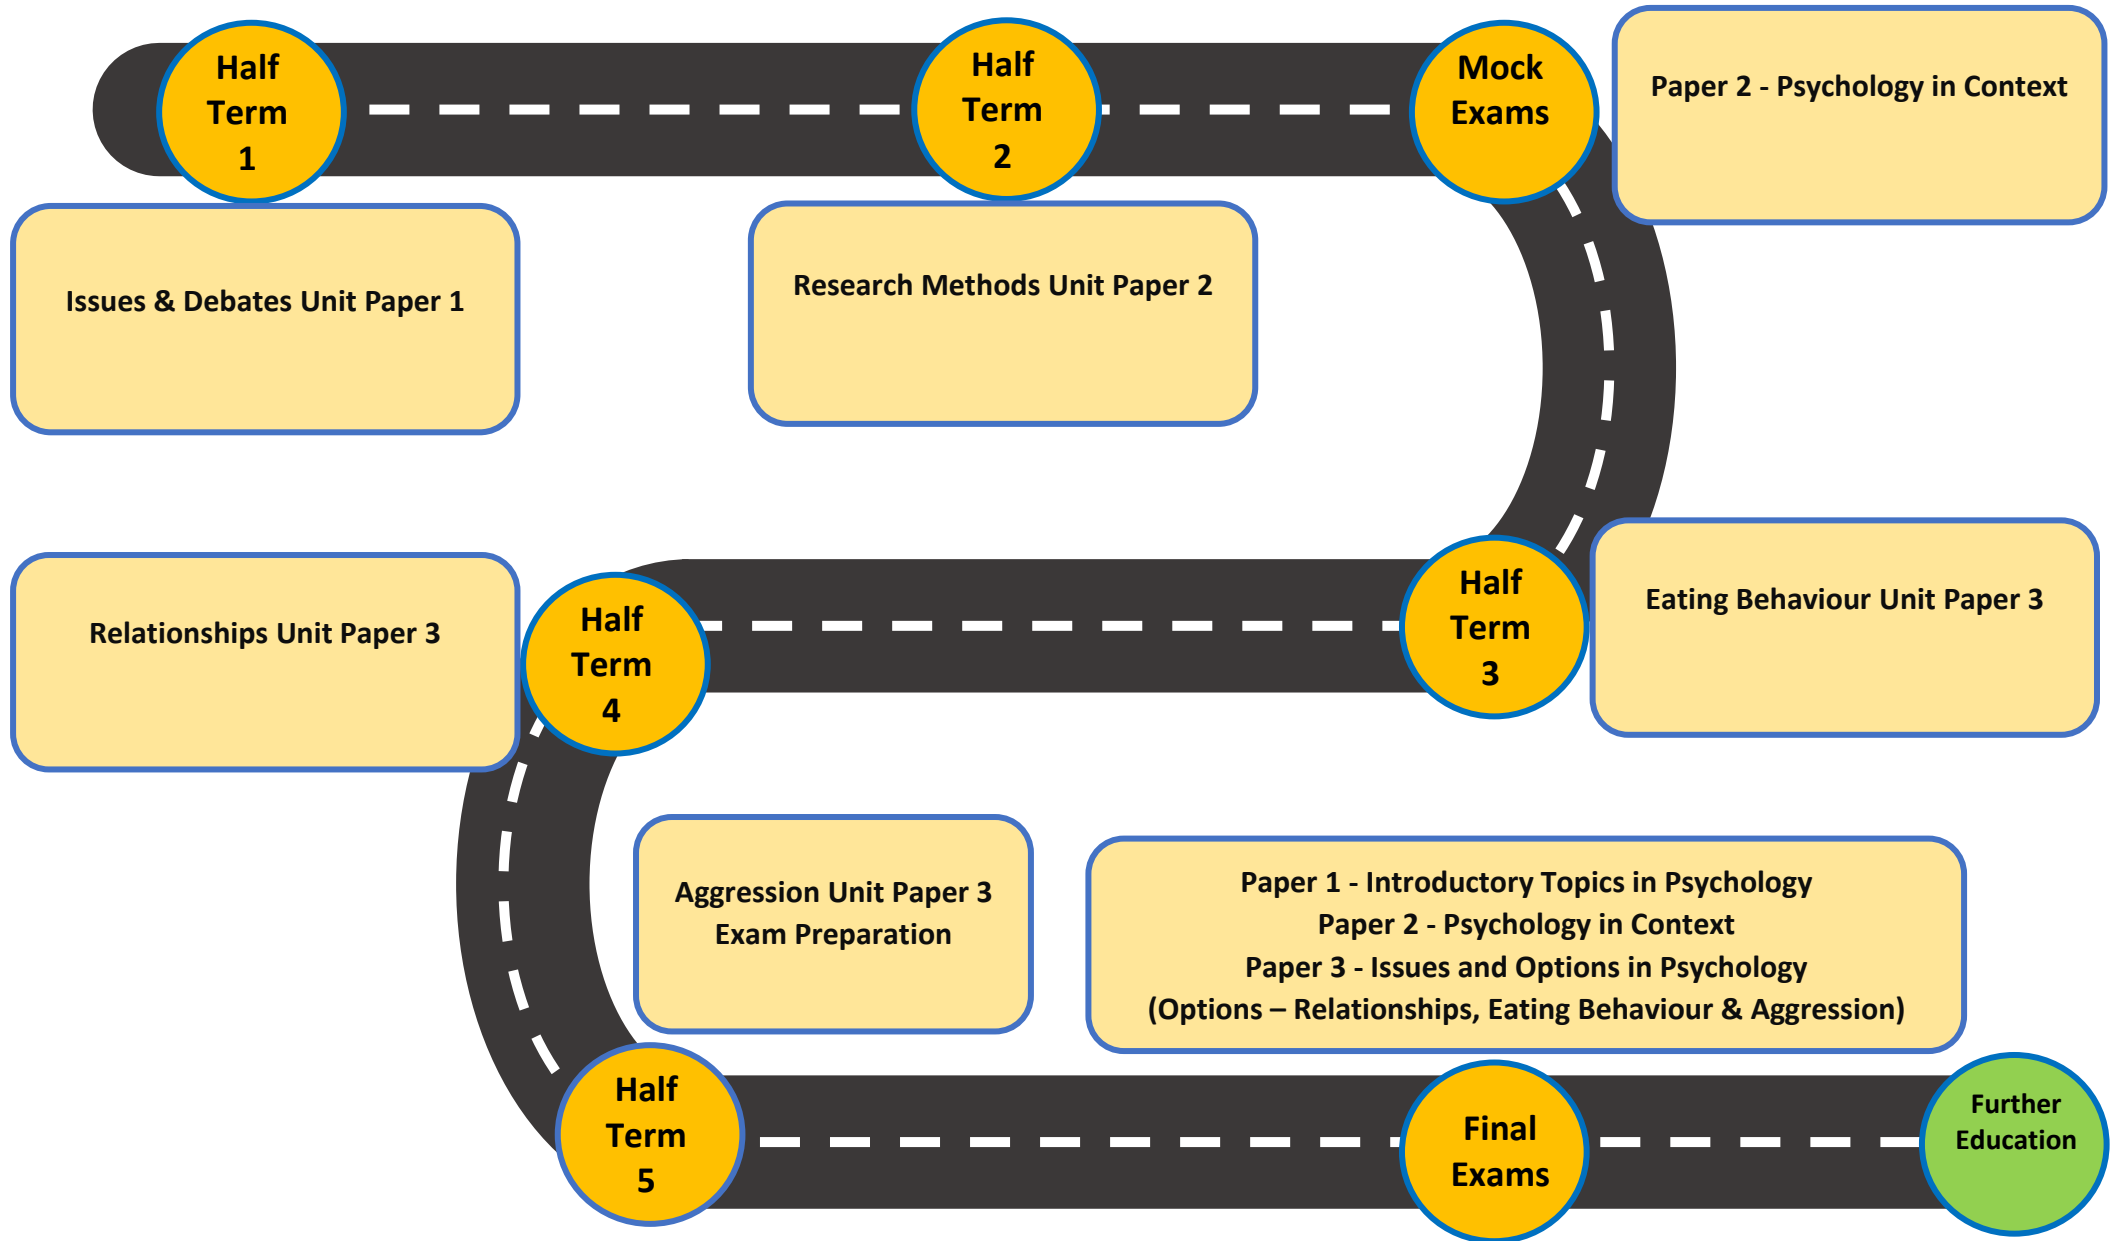 Half
Term
1
Half
Term
2
Mock
Exams
Paper 2 - Psychology in Context
Issues & Debates Unit Paper 1
Research Methods Unit Paper 2
Half
Term
3
Eating Behaviour Unit Paper 3
Half
Term
4
Relationships Unit Paper 3
Aggression Unit Paper 3
Exam Preparation
Half
Term
5
Paper 1 - Introductory Topics in Psychology
Paper 2 - Psychology in Context
Paper 3 - Issues and Options in Psychology
(Options – Relationships, Eating Behaviour & Aggression)
Final
Exams
Further
Education